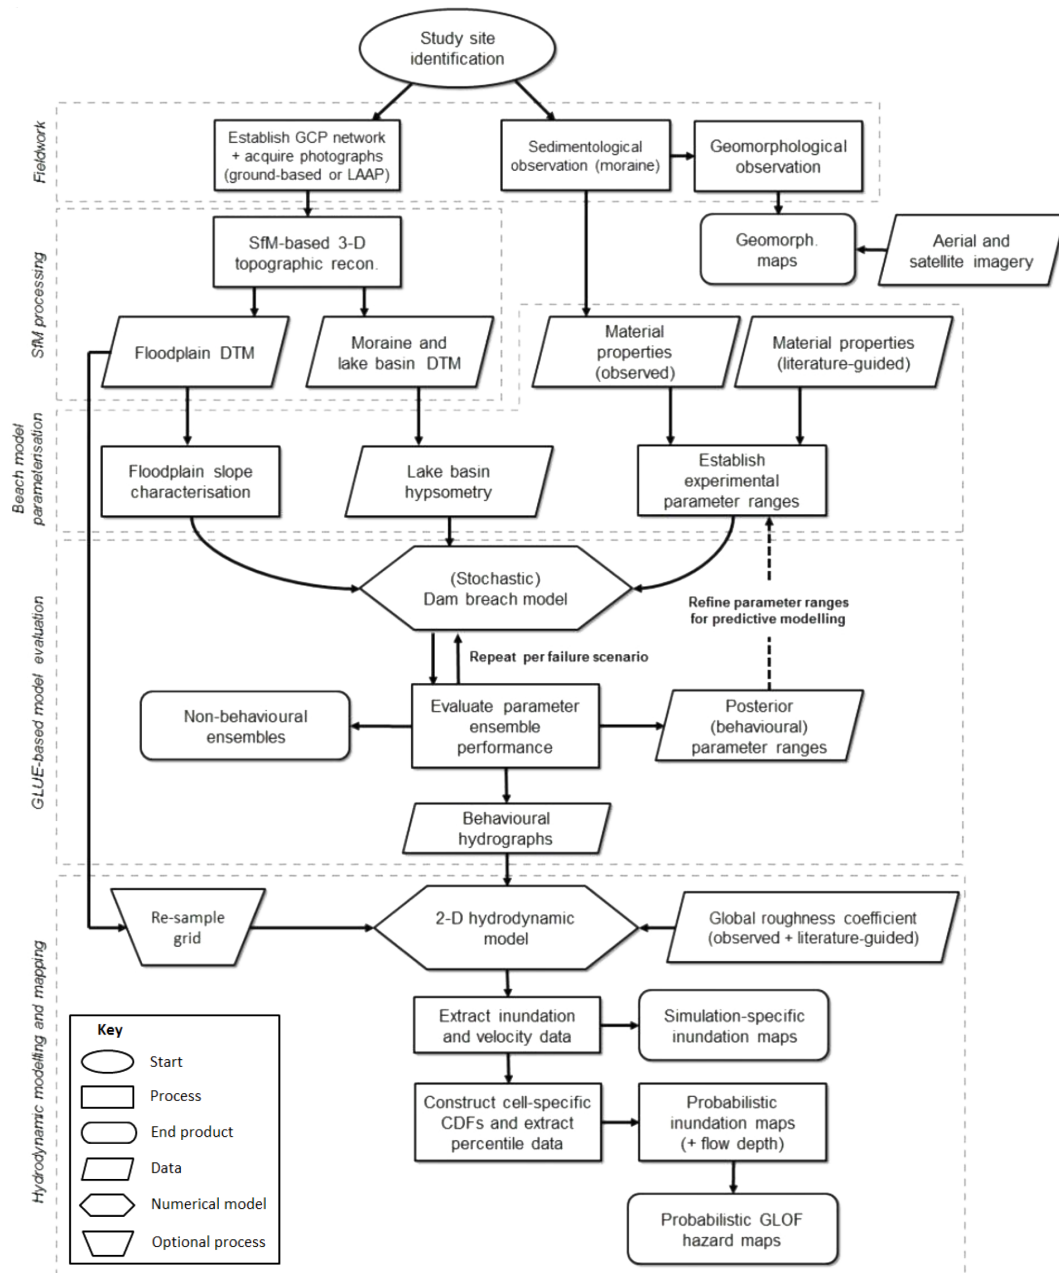 Study site
identification
Fieldwork
Establish GCP network
+ acquire photographs
(ground-based or LAAP)
Sedimentological
observation (moraine)
Geomorphological
observation
SfM processing
SfM-based 3-D
topographic recon.
Geomorph.
maps
Aerial and
satellite imagery
Floodplain DTM
Moraine and
lake basin DTM
Material
properties
(observed)
Material properties
(literature-guided)
Beach model
parameterisation
Floodplain slope
characterisation
Lake basin
hypsometry
Establish
experimental
parameter ranges
GLUE-based model evaluation
(Stochastic)
Dam breach model
Refine parameter ranges
for predictive modelling
Repeat per failure scenario
Non-behavioural
ensembles
Evaluate parameter
ensemble
performance
Posterior
(behavioural)
parameter ranges
Behavioural
hydrographs
Hydrodynamic modelling and mapping
Re-sample
grid
2-D hydrodynamic
model
Global roughness coefficient
(observed + literature-guided)
Extract inundation
and velocity data
Simulation-specific
inundation maps
Construct cell-specific
CDFs and extract
percentile data
Probabilistic
inundation maps
(+ flow depth)
Probabilistic GLOF
hazard maps
Key
Start
Process
End product
Data
Numerical model
Optional process